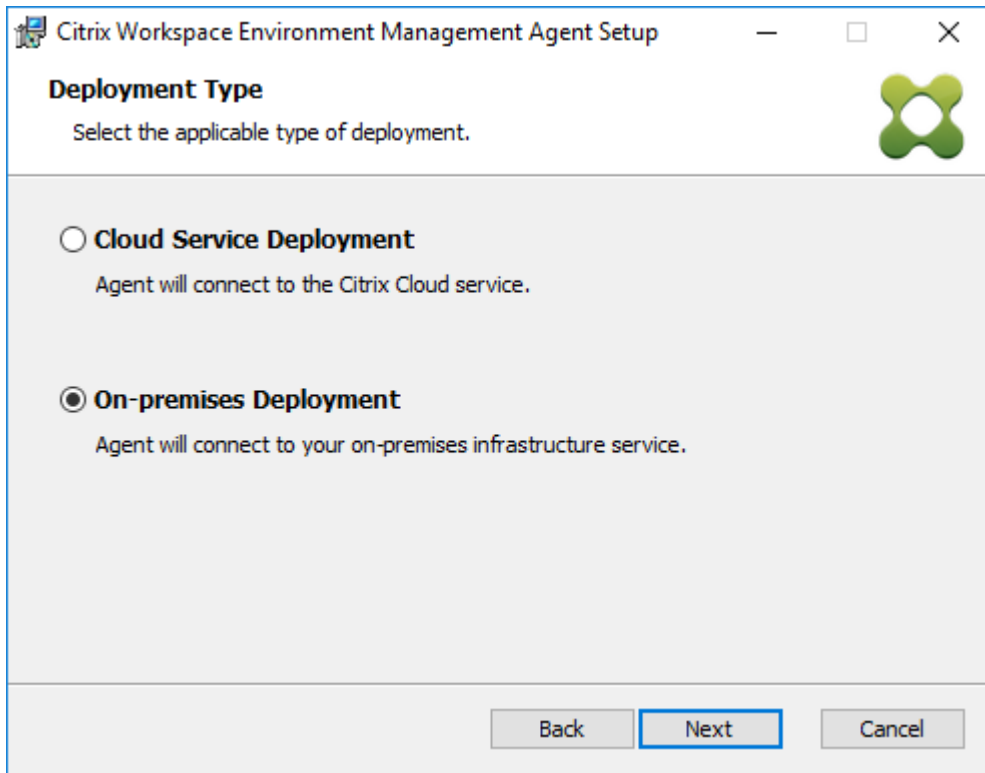 Citrix Workspace Environment Management Agent Setup
Deployment Type
Select the applicable type of deployment.
Cloud Service Deployment
Agent will connect to the Citrix Cloud service.
On-premises Deployment
Agent will connect to your on-premises infrastructure service.
Back Next Cancel